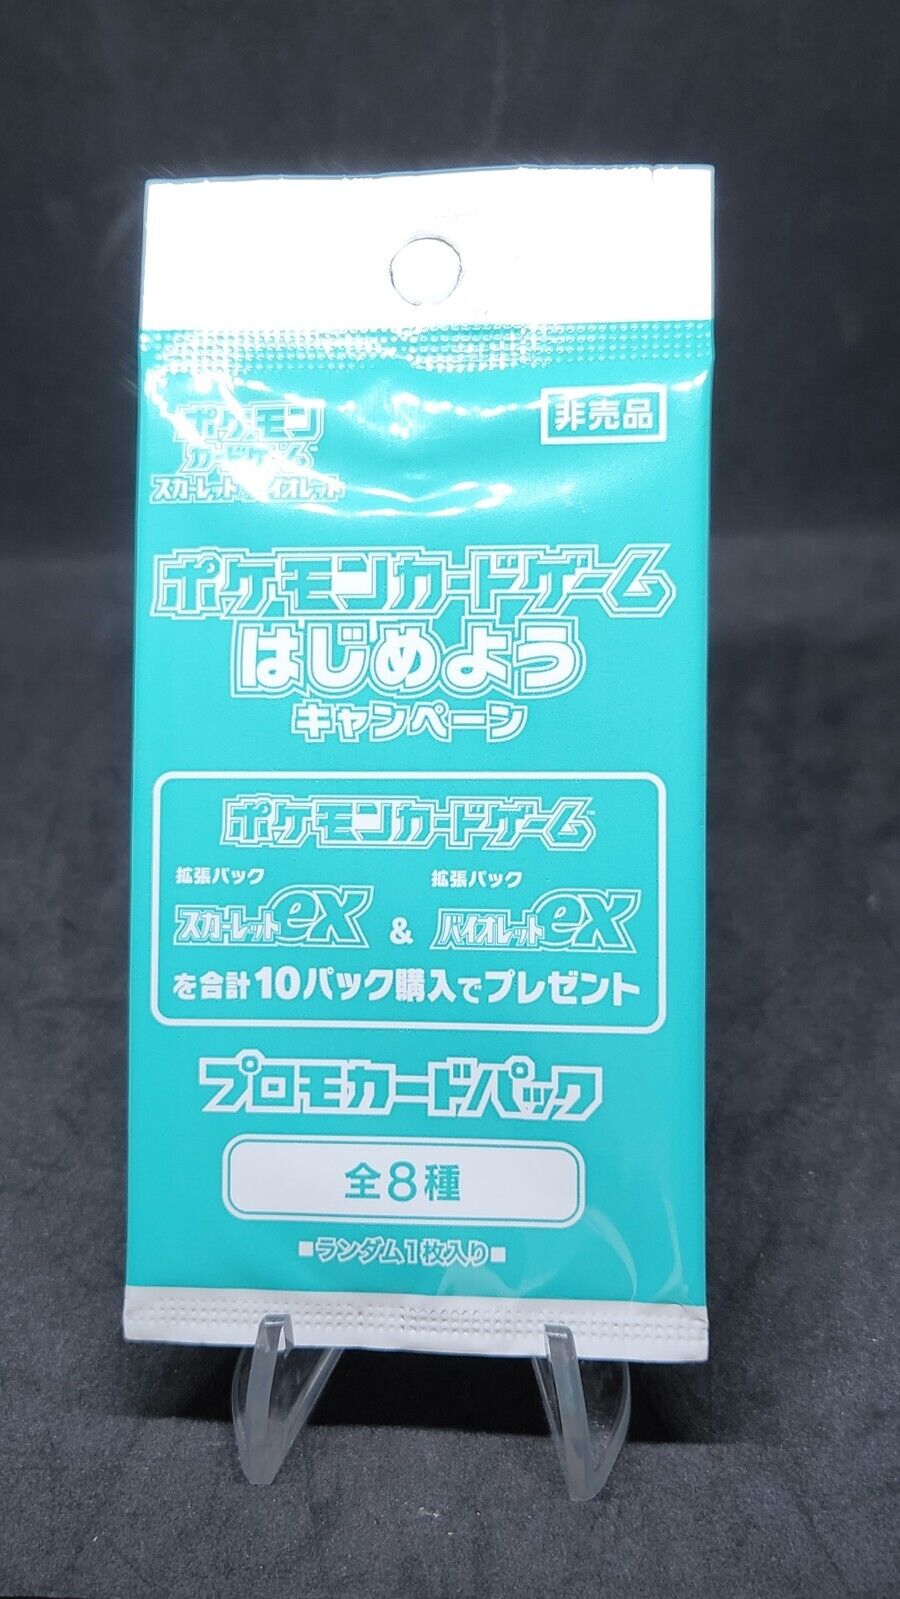 ポケモン
カードゲーム
スカーレット&バイオレット
非売品
ポケモンカードゲーム
はじめよう
キャンペーン
ポケモンカードゲーム
拡張パック
スカーレットex
&
拡張パック
バイオレットex
を合計10パック購入でプレゼント
プロモカードパック
全8種
■ランダム1枚入り■